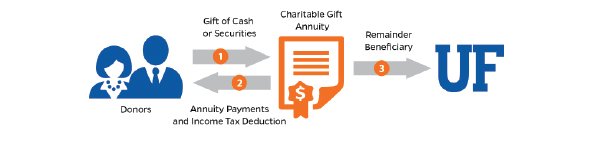 Gift of Cash
or Securities
1
2
Annuity Payments
and Income Tax Deduction
Donors
Charitable Gift
Annuity
$
Remainder
Beneficiary
3
UF